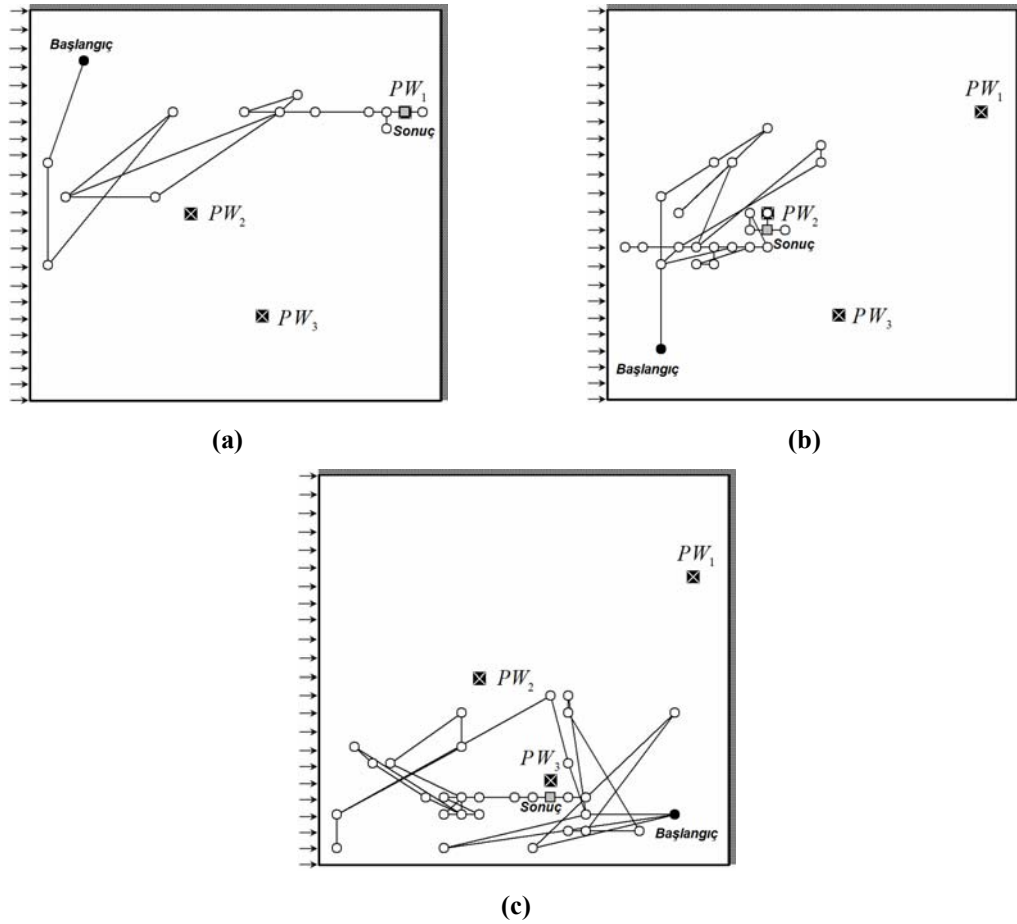 Başlangıç
PW₁
Sonuç
PW₂
PW₃
(a)
PW₁
PW₂
Sonuç
PW₃
Başlangıç
(b)
PW₁
PW₂
PW₃
Sonuç
Başlangıç
(c)